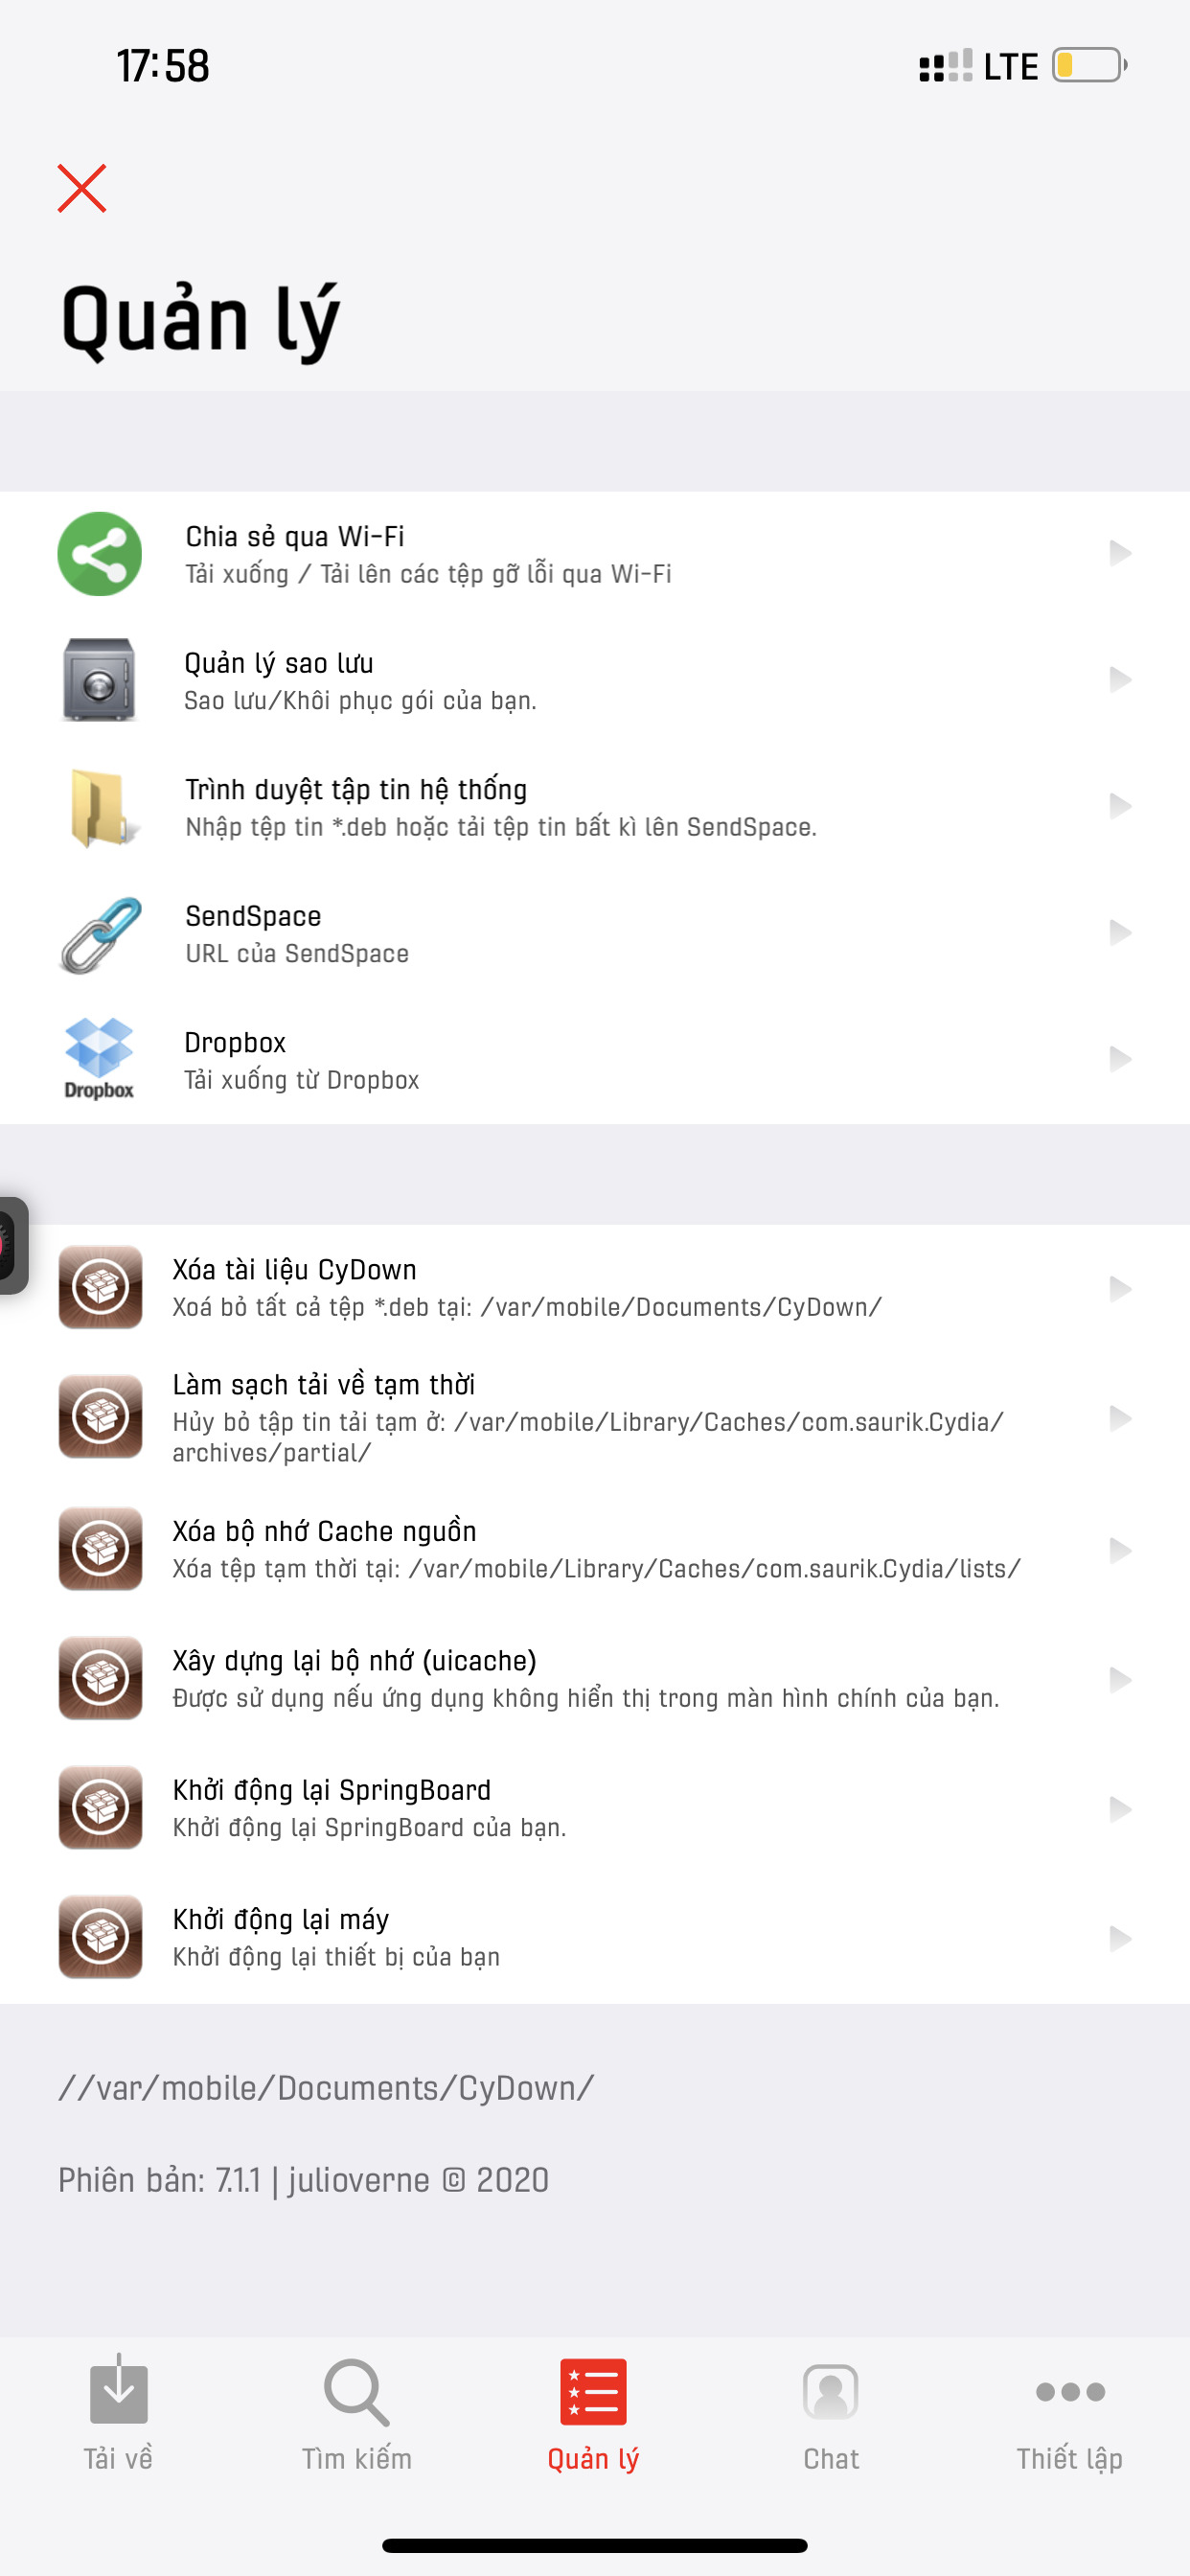 17:58
LTE
Quản lý
Chia sẻ qua Wi-Fi
Tải xuống / Tải lên các tệp gỡ lỗi qua Wi-Fi
Quản lý sao lưu
Sao lưu/Khôi phục gói của bạn.
Trình duyệt tập tin hệ thống
Nhập tệp tin *.deb hoặc tải tệp tin bất kì lên SendSpace.
SendSpace
URL của SendSpace
Dropbox
Tải xuống từ Dropbox
Dropbox
Xóa tài liệu CyDown
Xoá bỏ tất cả tệp *.deb tại: /var/mobile/Documents/CyDown/
Làm sạch tải về tạm thời
Hủy bỏ tập tin tải tạm ở: /var/mobile/Library/Caches/com.saurik.Cydia/
archives/partial/
Xóa bộ nhớ Cache nguồn
Xóa tệp tạm thời tại: /var/mobile/Library/Caches/com.saurik.Cydia/lists/
Xây dựng lại bộ nhớ (uicache)
Được sử dụng nếu ứng dụng không hiển thị trong màn hình chính của bạn.
Khởi động lại SpringBoard
Khởi động lại SpringBoard của bạn.
Khởi động lại máy
Khởi động lại thiết bị của bạn
//var/mobile/Documents/CyDown/
Phiên bản: 7.1.1 | julioverne © 2020
Tải về
Tìm kiếm
Quản lý
Chat
Thiết lập